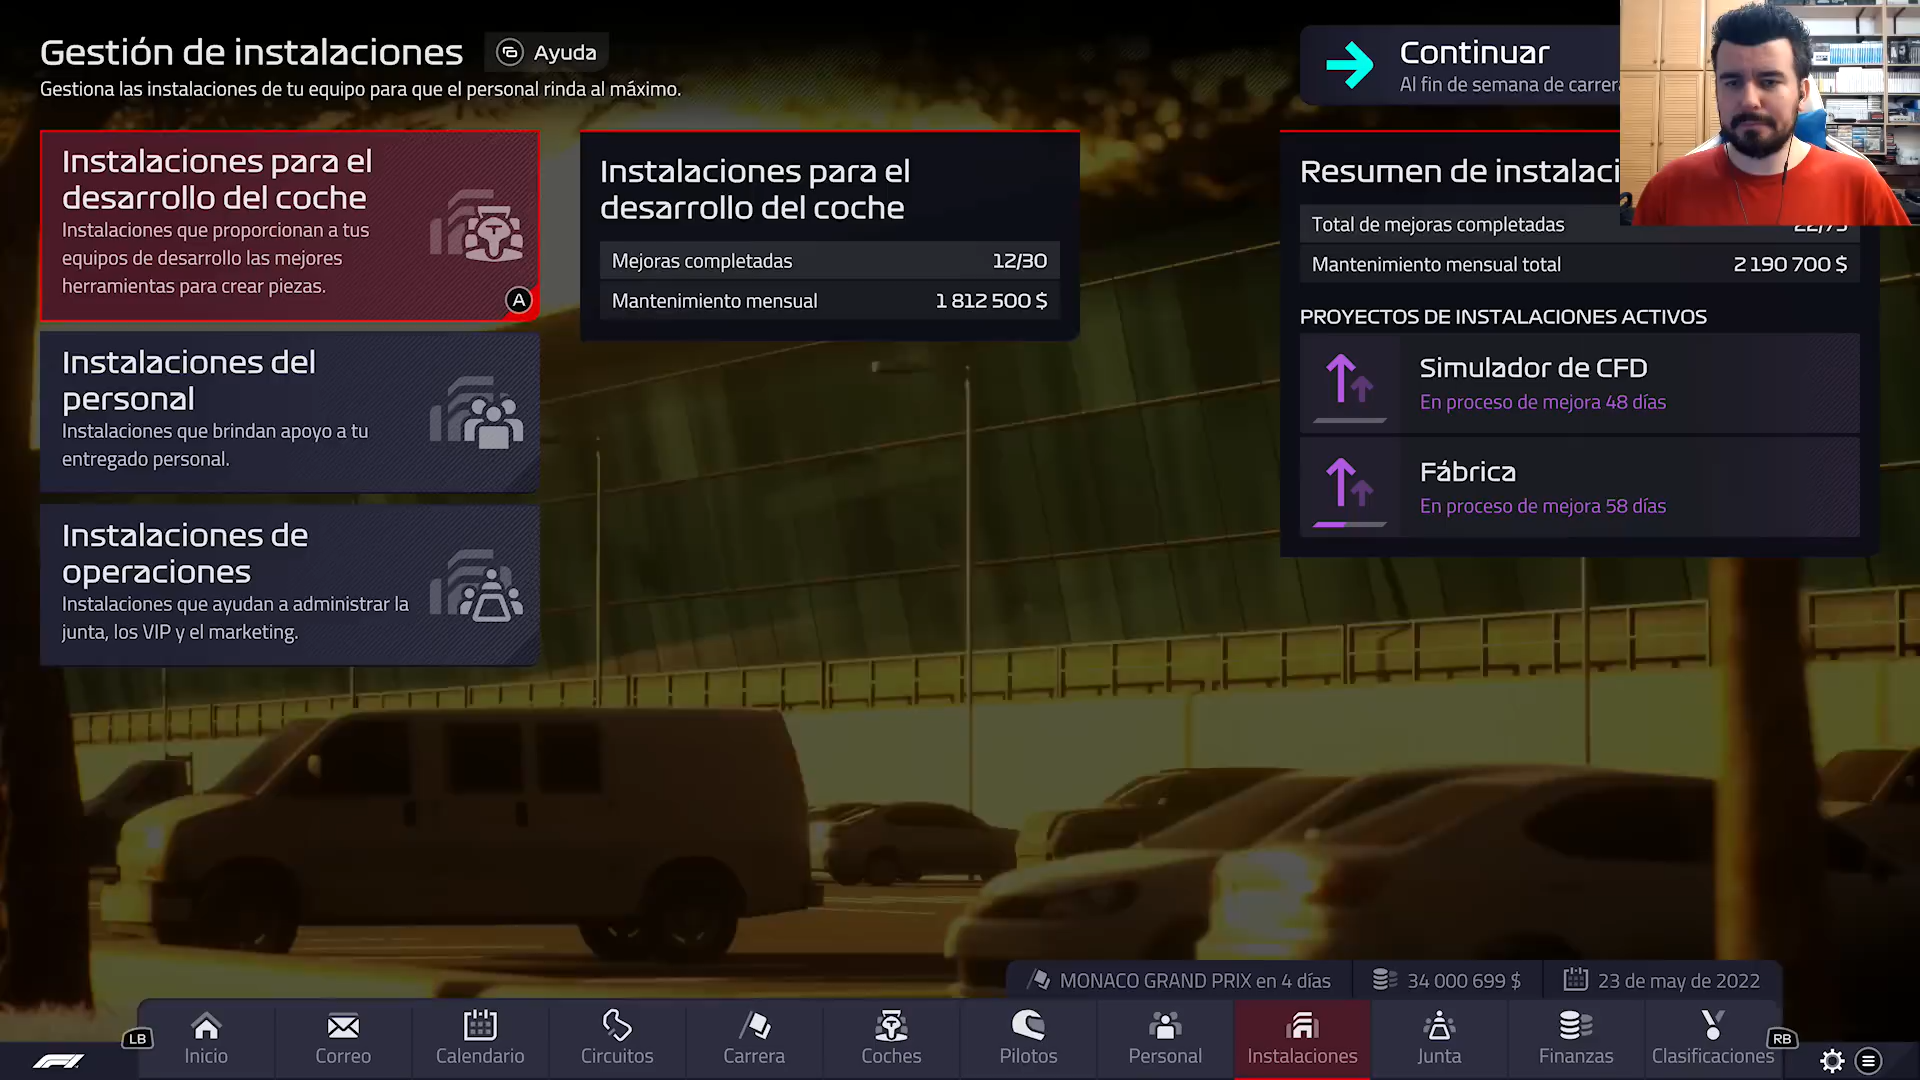 Gestión de instalaciones
Ayuda
Gestiona las instalaciones de tu equipo para que el personal rinda al máximo.
Continuar
Al fin de semana de carrera
Instalaciones para el
desarrollo del coche
Instalaciones que proporcionan a tus
equipos de desarrollo las mejores
herramientas para crear piezas.
A
Instalaciones del
personal
Instalaciones que brindan apoyo a tu
entregado personal.
Instalaciones de
operaciones
Instalaciones que ayudan a administrar la
junta, los VIP y el marketing.
Instalaciones para el
desarrollo del coche
Mejoras completadas 12/30
Mantenimiento mensual 1 812 500 $
Resumen de instalaci
Total de mejoras completadas 22/75
Mantenimiento mensual total 2 190 700 $
PROYECTOS DE INSTALACIONES ACTIVOS
Simulador de CFD
En proceso de mejora 48 días
Fábrica
En proceso de mejora 58 días
MONACO GRAND PRIX en 4 días
34 000 699 $
23 de may de 2022
LB
Inicio
Correo
Calendario
Circuitos
Carrera
Coches
Pilotos
Personal
Instalaciones
Junta
Finanzas
Clasificaciones
RB